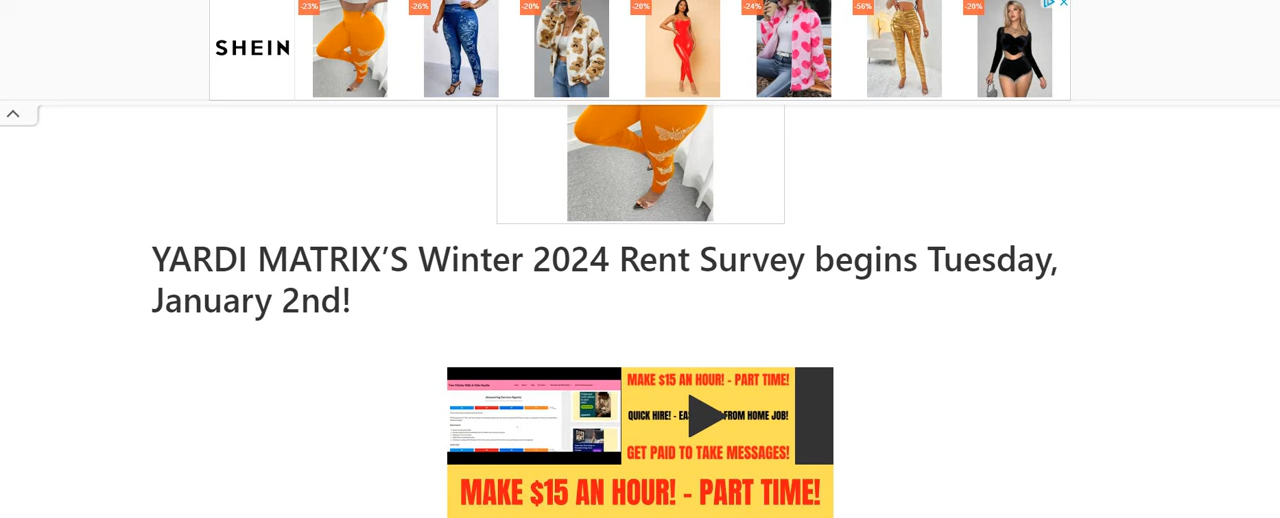 -23%
-26%
-20%
-20%
-24%
-56%
-20%
SHEIN
YARDI MATRIX’S Winter 2024 Rent Survey begins Tuesday,
January 2nd!
MAKE $15 AN HOUR! - PART TIME!
QUICK HIRE! - FROM HOME JOB!
GET PAID TO TAKE MESSAGES!
MAKE $15 AN HOUR! - PART TIME!